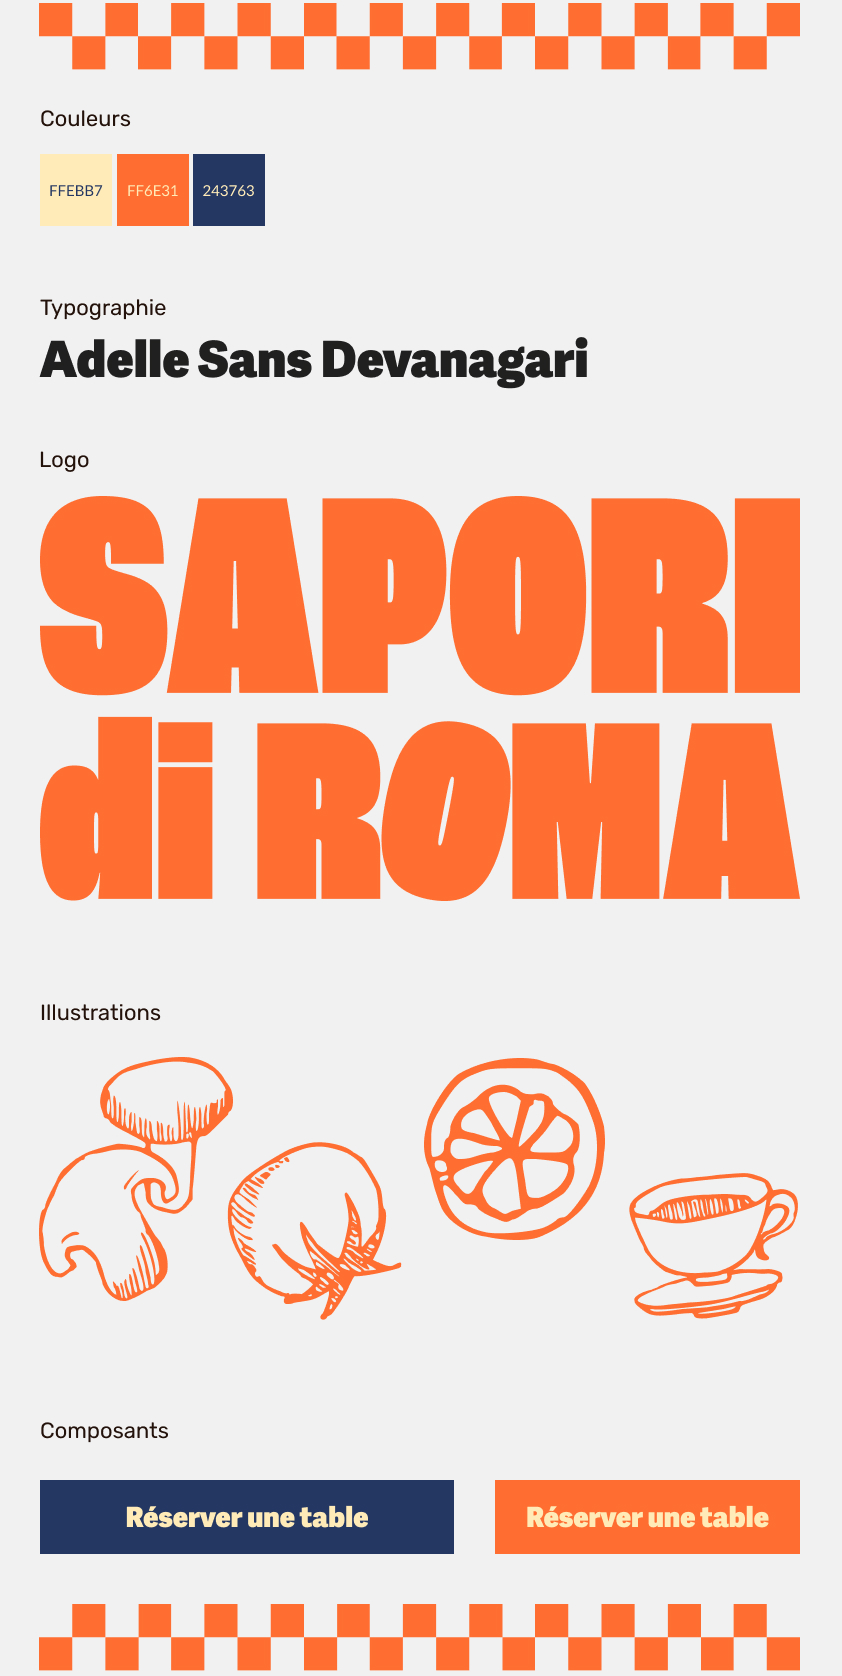 Couleurs
FFEBB7 FF6E31 243763
Typographie
Adelle Sans Devanagari
Logo
SAPORI
di ROMA
Illustrations
Composants
Réserver une table Réserver une table